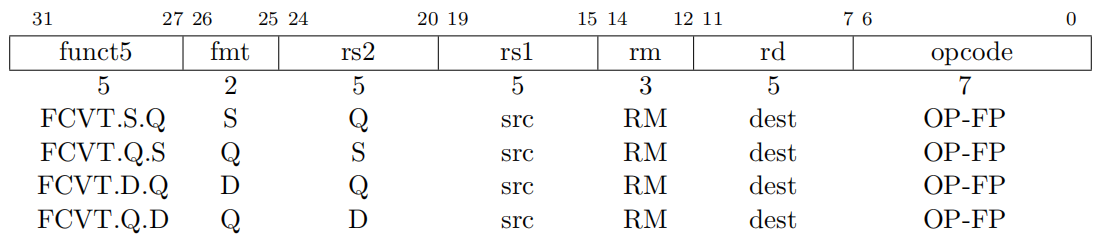 31 27 26 25 24 20 19 15 14 12 11 7 6 0
funct5 fmt rs2 rs1 rm rd opcode
5 2 5 5 3 5 7
FCVT.S.Q S Q src RM dest OP-FP
FCVT.Q.S Q S src RM dest OP-FP
FCVT.D.Q D Q src RM dest OP-FP
FCVT.Q.D Q D src RM dest OP-FP